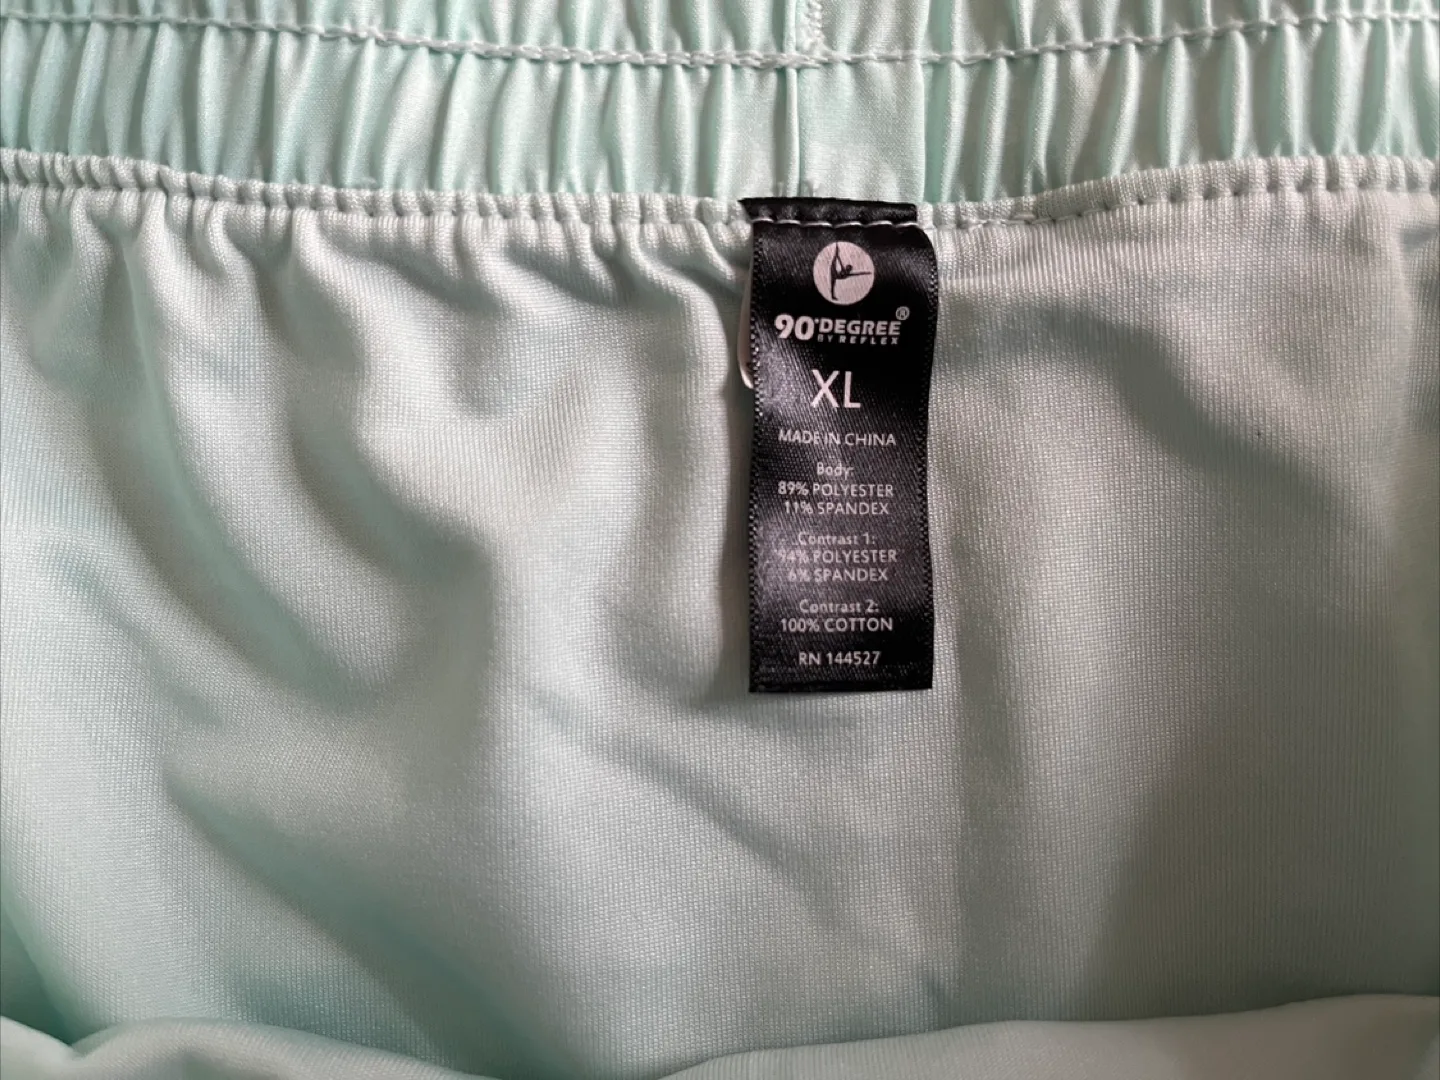 90°DEGREE®
BY REFLEX
XL
MADE IN CHINA
Body:
89% POLYESTER
11% SPANDEX
Contrast 1:
94% POLYESTER
6% SPANDEX
Contrast 2:
100% COTTON
RN 144527